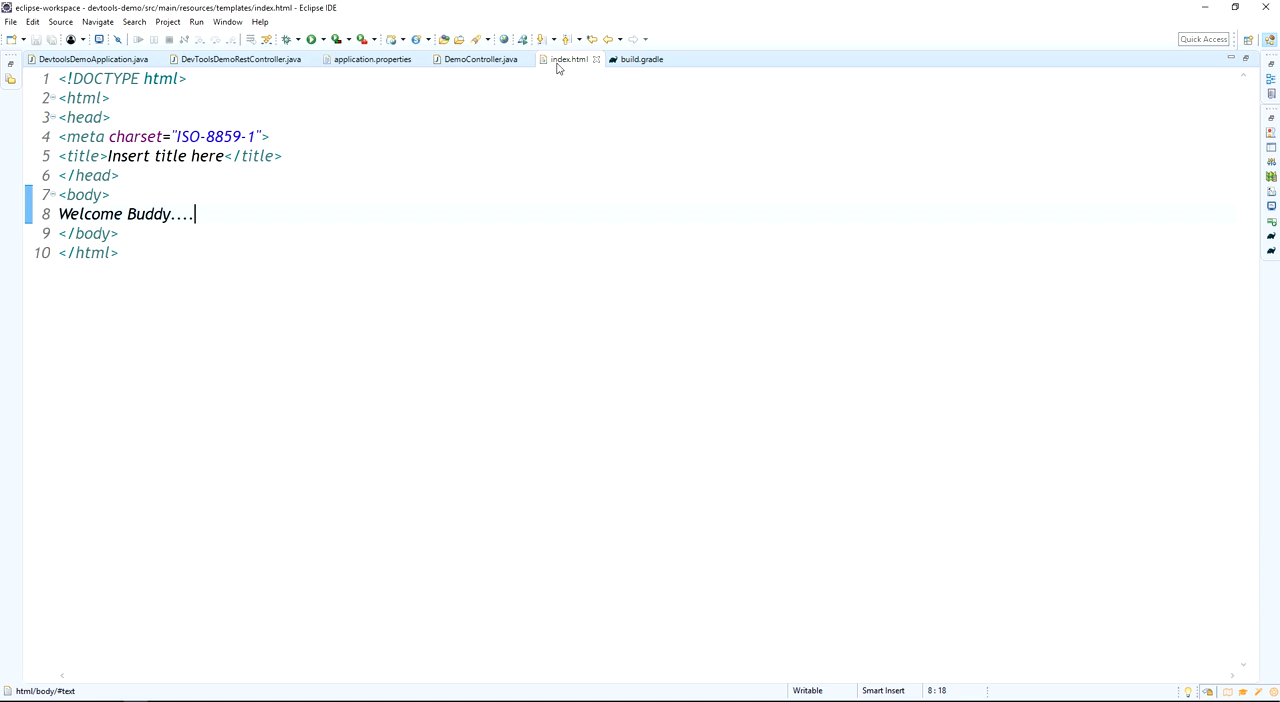 eclipse-workspace - devtools-demo/src/main/resources/templates/index.html - Eclipse IDE
File Edit Source Navigate Search Project Run Window Help
Quick Access
DevtoolsDemoApplication.java DevToolsDemoRestController.java application.properties DemoController.java index.html build.gradle
1 <!DOCTYPE html>
2 <html>
3 <head>
4 <meta charset="ISO-8859-1">
5 <title>Insert title here</title>
6 </head>
7 <body>
8 Welcome Buddy....
9 </body>
10 </html>
html/body/#text Writable Smart Insert 8 : 18